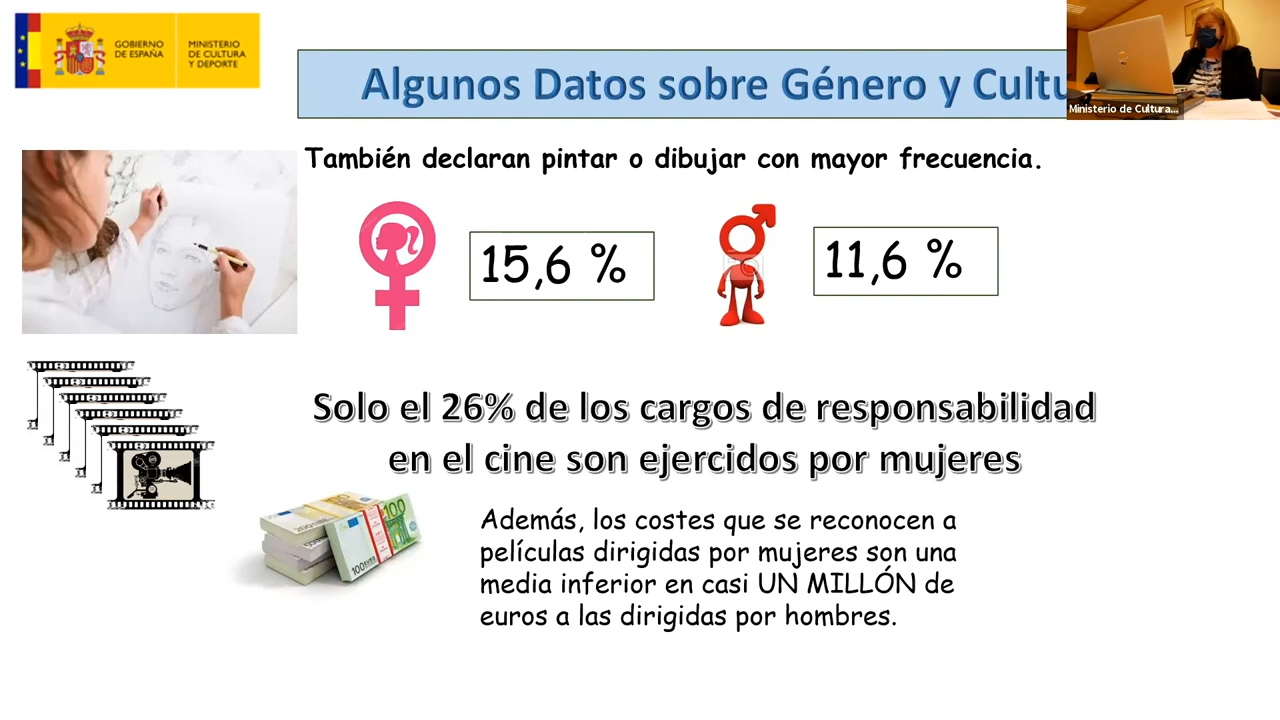 GOBIERNO
DE ESPAÑA
MINISTERIO
DE CULTURA
Y DEPORTE
Algunos Datos sobre Género y Cultu
Ministerio de Cultura...
También declaran pintar o dibujar con mayor frecuencia.
15,6 %
11,6 %
Solo el 26% de los cargos de responsabilidad
en el cine son ejercidos por mujeres
Además, los costes que se reconocen a
películas dirigidas por mujeres son una
media inferior en casi UN MILLÓN de
euros a las dirigidas por hombres.
100
100 EURO